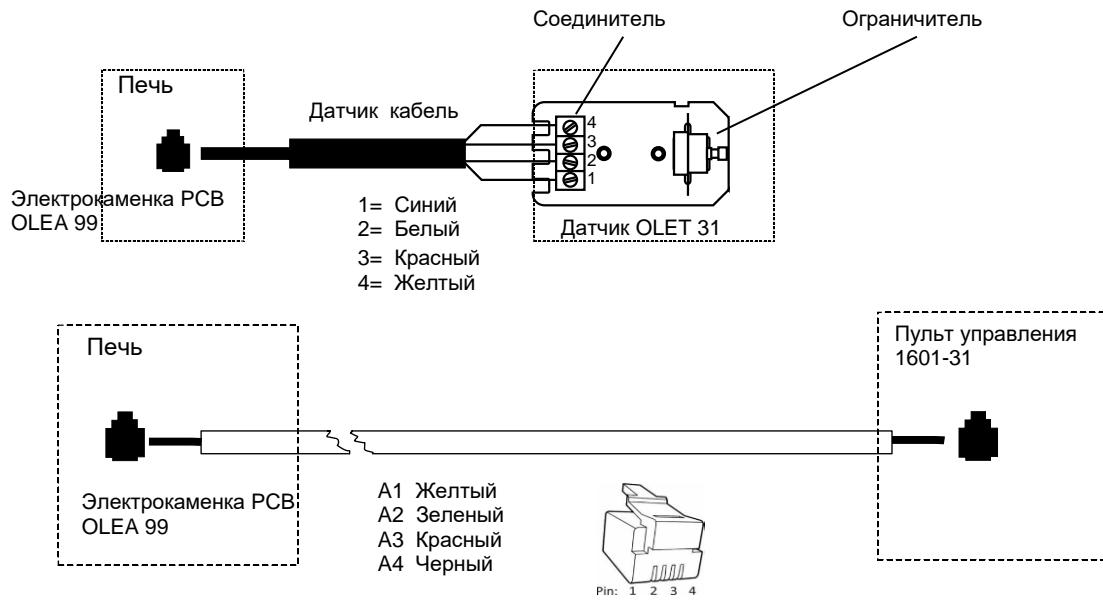 Соединитель
Ограничитель
Печь
Датчик кабель
4
3
2
1
Электрокаменка PCB
OLEA 99
1= Синий
2= Белый
3= Красный
4= Желтый
Датчик OLET 31
Печь
Пульт управления
1601-31
Электрокаменка PCB
OLEA 99
A1 Желтый
A2 Зеленый
A3 Красный
A4 Черный
Pin: 1 2 3 4